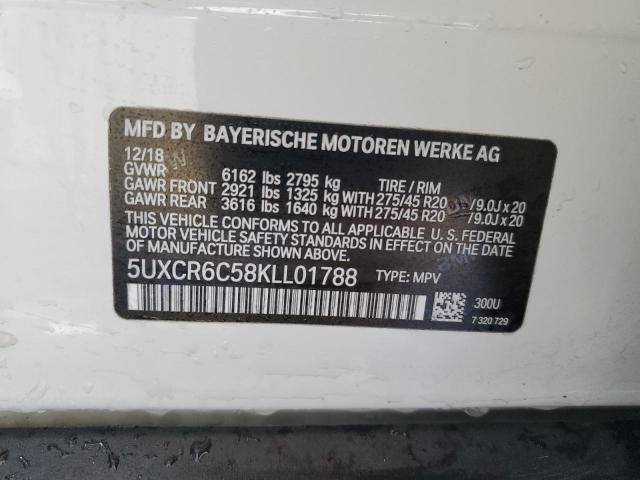 MFD BY BAYERISCHE MOTOREN WERKE AG
12/18
GVWR 6162 lbs 2795 kg TIRE / RIM
GAWR FRONT 2921 lbs 1325 kg WITH 275/45 R20 /9.0J x 20
GAWR REAR 3616 lbs 1640 kg WITH 275/45 R20 /9.0J x 20
THIS VEHICLE CONFORMS TO ALL APPLICABLE U. S. FEDERAL
MOTOR VEHICLE SAFETY STANDARDS IN EFFECT ON THE DATE
OF MANUFACTURE SHOWN ABOVE.
5UXCR6C58KLL01788 TYPE: MPV
300U
7 320 729